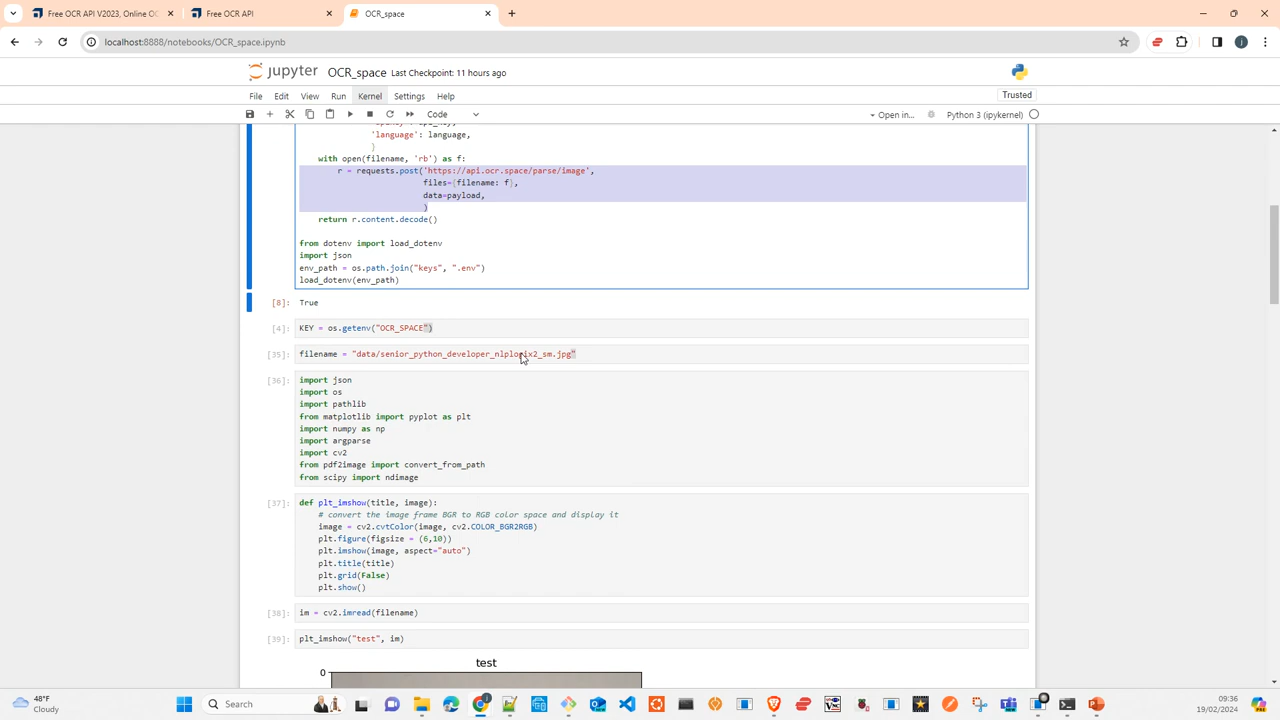 Free OCR API V2023, Online OC
Free OCR API
OCR_space
localhost:8888/notebooks/OCR_space.ipynb
jupyter OCR_space Last Checkpoint: 11 hours ago
File Edit View Run Kernel Settings Help
Trusted
Code
Open in...
Python 3 (ipykernel)
'language': language,
}
with open(filename, 'rb') as f:
r = requests.post('https://api.ocr.space/parse/image',
files={filename: f},
data=payload,
)
return r.content.decode()
from dotenv import load_dotenv
import json
env_path = os.path.join("keys", ".env")
load_dotenv(env_path)
[8]: True
[4]: KEY = os.getenv("OCR_SPACE")
[35]: filename = "data/senior_python_developer_nlplogix2_sm.jpg"
[36]: import json
import os
import pathlib
from matplotlib import pyplot as plt
import numpy as np
import argparse
import cv2
from pdf2image import convert_from_path
from scipy import ndimage
[37]: def plt_imshow(title, image):
# convert the image frame BGR to RGB color space and display it
image = cv2.cvtColor(image, cv2.COLOR_BGR2RGB)
plt.figure(figsize = (6,10))
plt.imshow(image, aspect="auto")
plt.title(title)
plt.grid(False)
plt.show()
[38]: im = cv2.imread(filename)
[39]: plt_imshow("test", im)
test
0
48°F
Cloudy
Search
09:36
19/02/2024